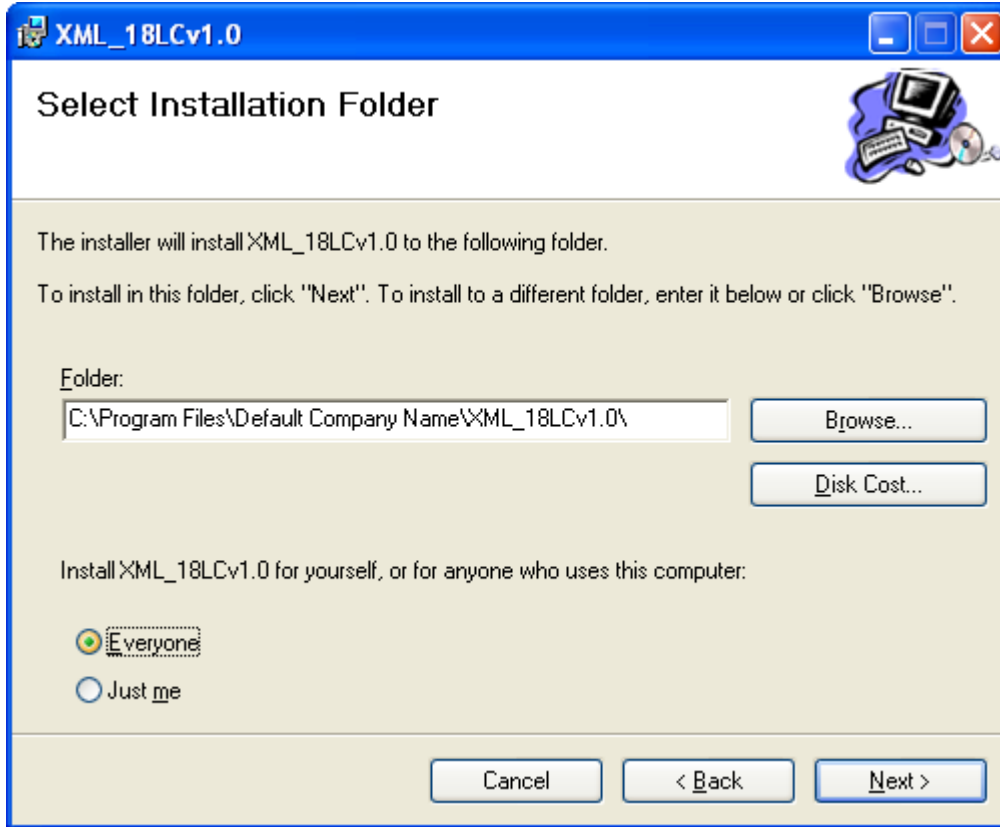 XML_18LCv1.0
Select Installation Folder
The installer will install XML_18LCv1.0 to the following folder.
To install in this folder, click "Next". To install to a different folder, enter it below or click "Browse".
Folder:
C:\Program Files\Default Company Name\XML_18LCv1.0\
Browse...
Disk Cost...
Install XML_18LCv1.0 for yourself, or for anyone who uses this computer:
Everyone
Just me
Cancel
< Back
Next >